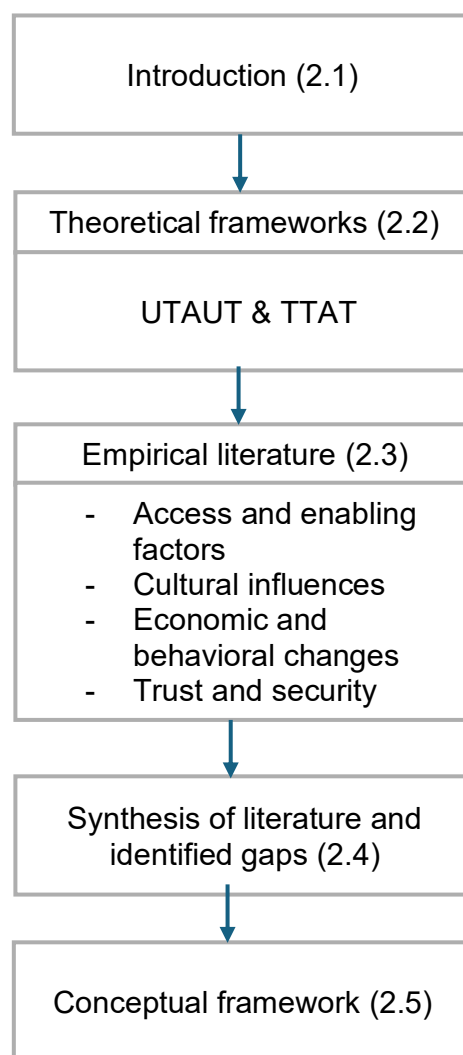 Introduction (2.1)
Theoretical frameworks (2.2)
UTAUT & TTAT
Empirical literature (2.3)
- Access and enabling
factors
- Cultural influences
- Economic and
behavioral changes
- Trust and security
Synthesis of literature and
identified gaps (2.4)
Conceptual framework (2.5)